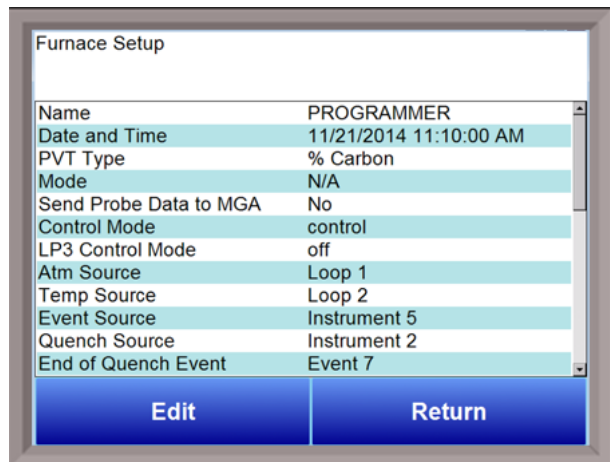 Furnace Setup
Name PROGRAMMER
Date and Time 11/21/2014 11:10:00 AM
PVT Type % Carbon
Mode N/A
Send Probe Data to MGA No
Control Mode control
LP3 Control Mode off
Atm Source Loop 1
Temp Source Loop 2
Event Source Instrument 5
Quench Source Instrument 2
End of Quench Event Event 7
Edit Return